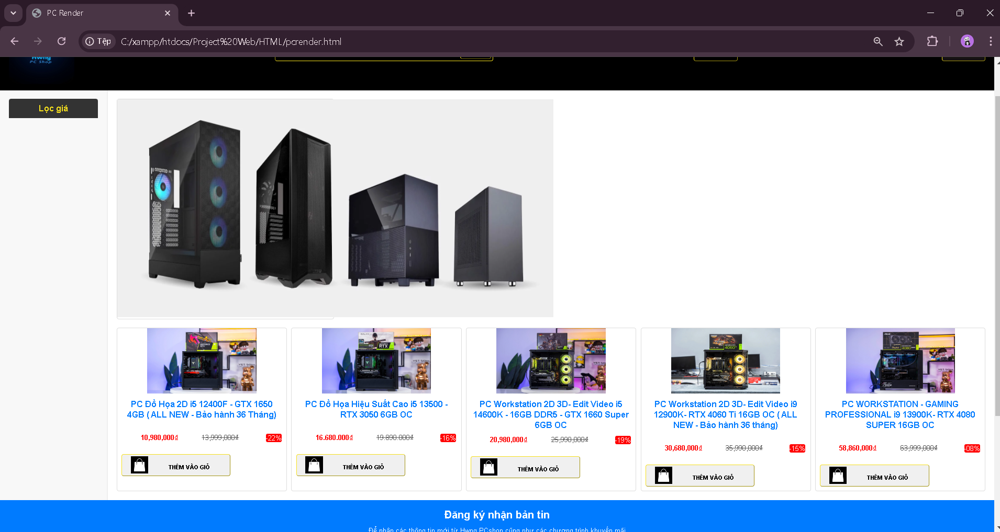 PC Render
Tệp
C:/xampp/htdocs/Project%20Web/HTML/pcrender.html
Hwng
PC Shop
Lọc giá
PC Đồ Họa 2D i5 12400F - GTX 1650
4GB ( ALL NEW - Bảo hành 36 Tháng)
10,980,000₫ 13,999,000₫ -22%
THÊM VÀO GIỎ
PC Đồ Họa Hiệu Suất Cao i5 13500 -
RTX 3050 6GB OC
16.680.000₫ 19.890.000₫ -16%
THÊM VÀO GIỎ
PC Workstation 2D 3D- Edit Video i5
14600K - 16GB DDR5 - GTX 1660 Super
6GB OC
20,980,000₫ 25,990,000₫ -19%
THÊM VÀO GIỎ
PC Workstation 2D 3D- Edit Video i9
12900K- RTX 4060 Ti 16GB OC ( ALL
NEW - Bảo hành 36 tháng)
30,680,000₫ 35,990,000₫ -15%
THÊM VÀO GIỎ
PC WORKSTATION - GAMING
PROFESSIONAL i9 13900K- RTX 4080
SUPER 16GB OC
58,860,000₫ 63,999,000₫ -08%
THÊM VÀO GIỎ
Đăng ký nhận bản tin
Để nhận các thông tin mới từ Hwng PCshop cũng như các chương trình khuyến mãi